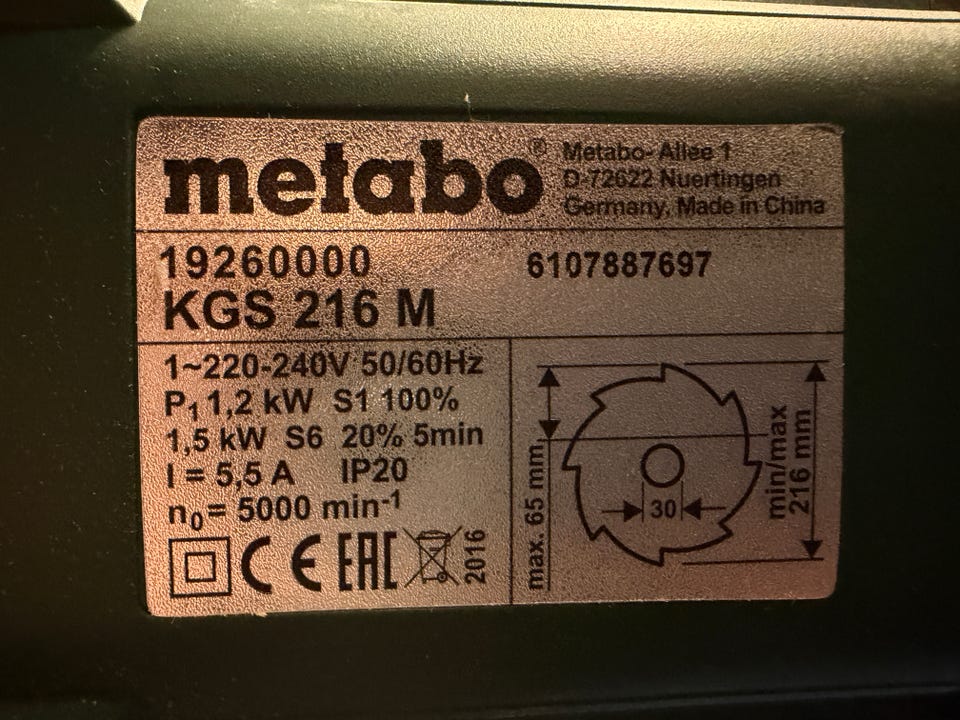 metabo®
Metabo-Allee 1
D-72622 Nuertingen
Germany, Made in China
19260000 6107887697
KGS 216 M
1~220-240V 50/60Hz
P₁ 1,2 kW S1 100%
1,5 kW S6 20% 5min
I = 5,5 A IP20
n₀= 5000 min⁻¹
CE EAC 2016
max. 65 mm
30
min/max
216 mm